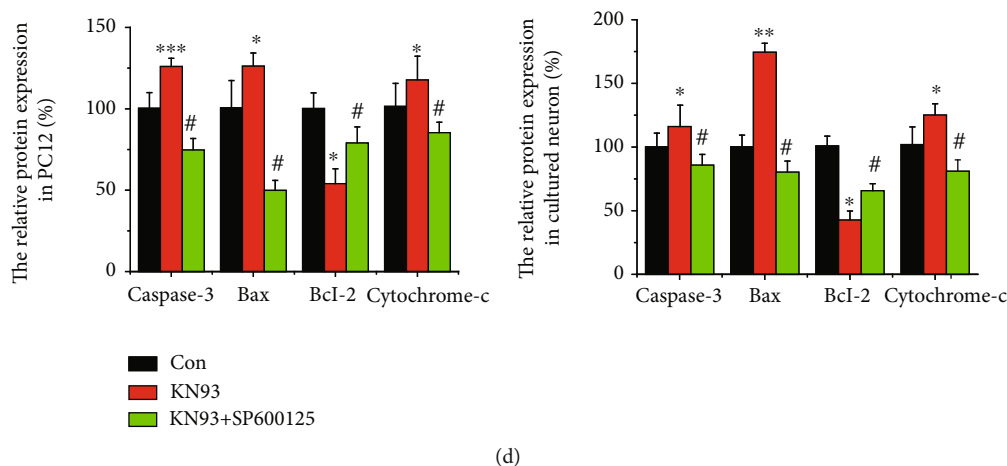 The relative protein expression
in PC12 (%)
150
100
50
0
***
#
*
#
*
#
*
#
Caspase-3 Bax BcI-2 Cytochrome-c
The relative protein expression
in cultured neuron (%)
200
150
100
50
0
*
#
**
#
*
#
*
#
Caspase-3 Bax BcI-2 Cytochrome-c
Con
KN93
KN93+SP600125
(d)